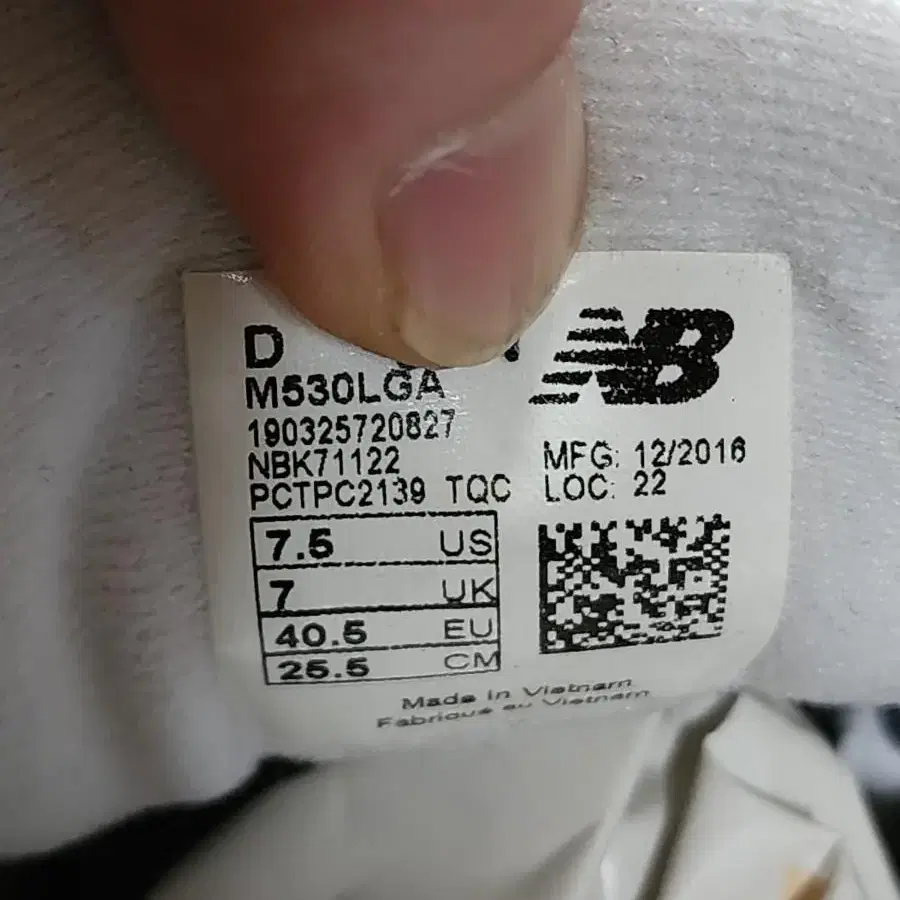 D
NB
M530LGA
190325720827
NBK71122
PCTPC2139 TQC
MFG: 12/2016
LOC: 22
7.5 US
7 UK
40.5 EU
25.5 CM
Made in Vietnam
Fabriqué au Vietnam